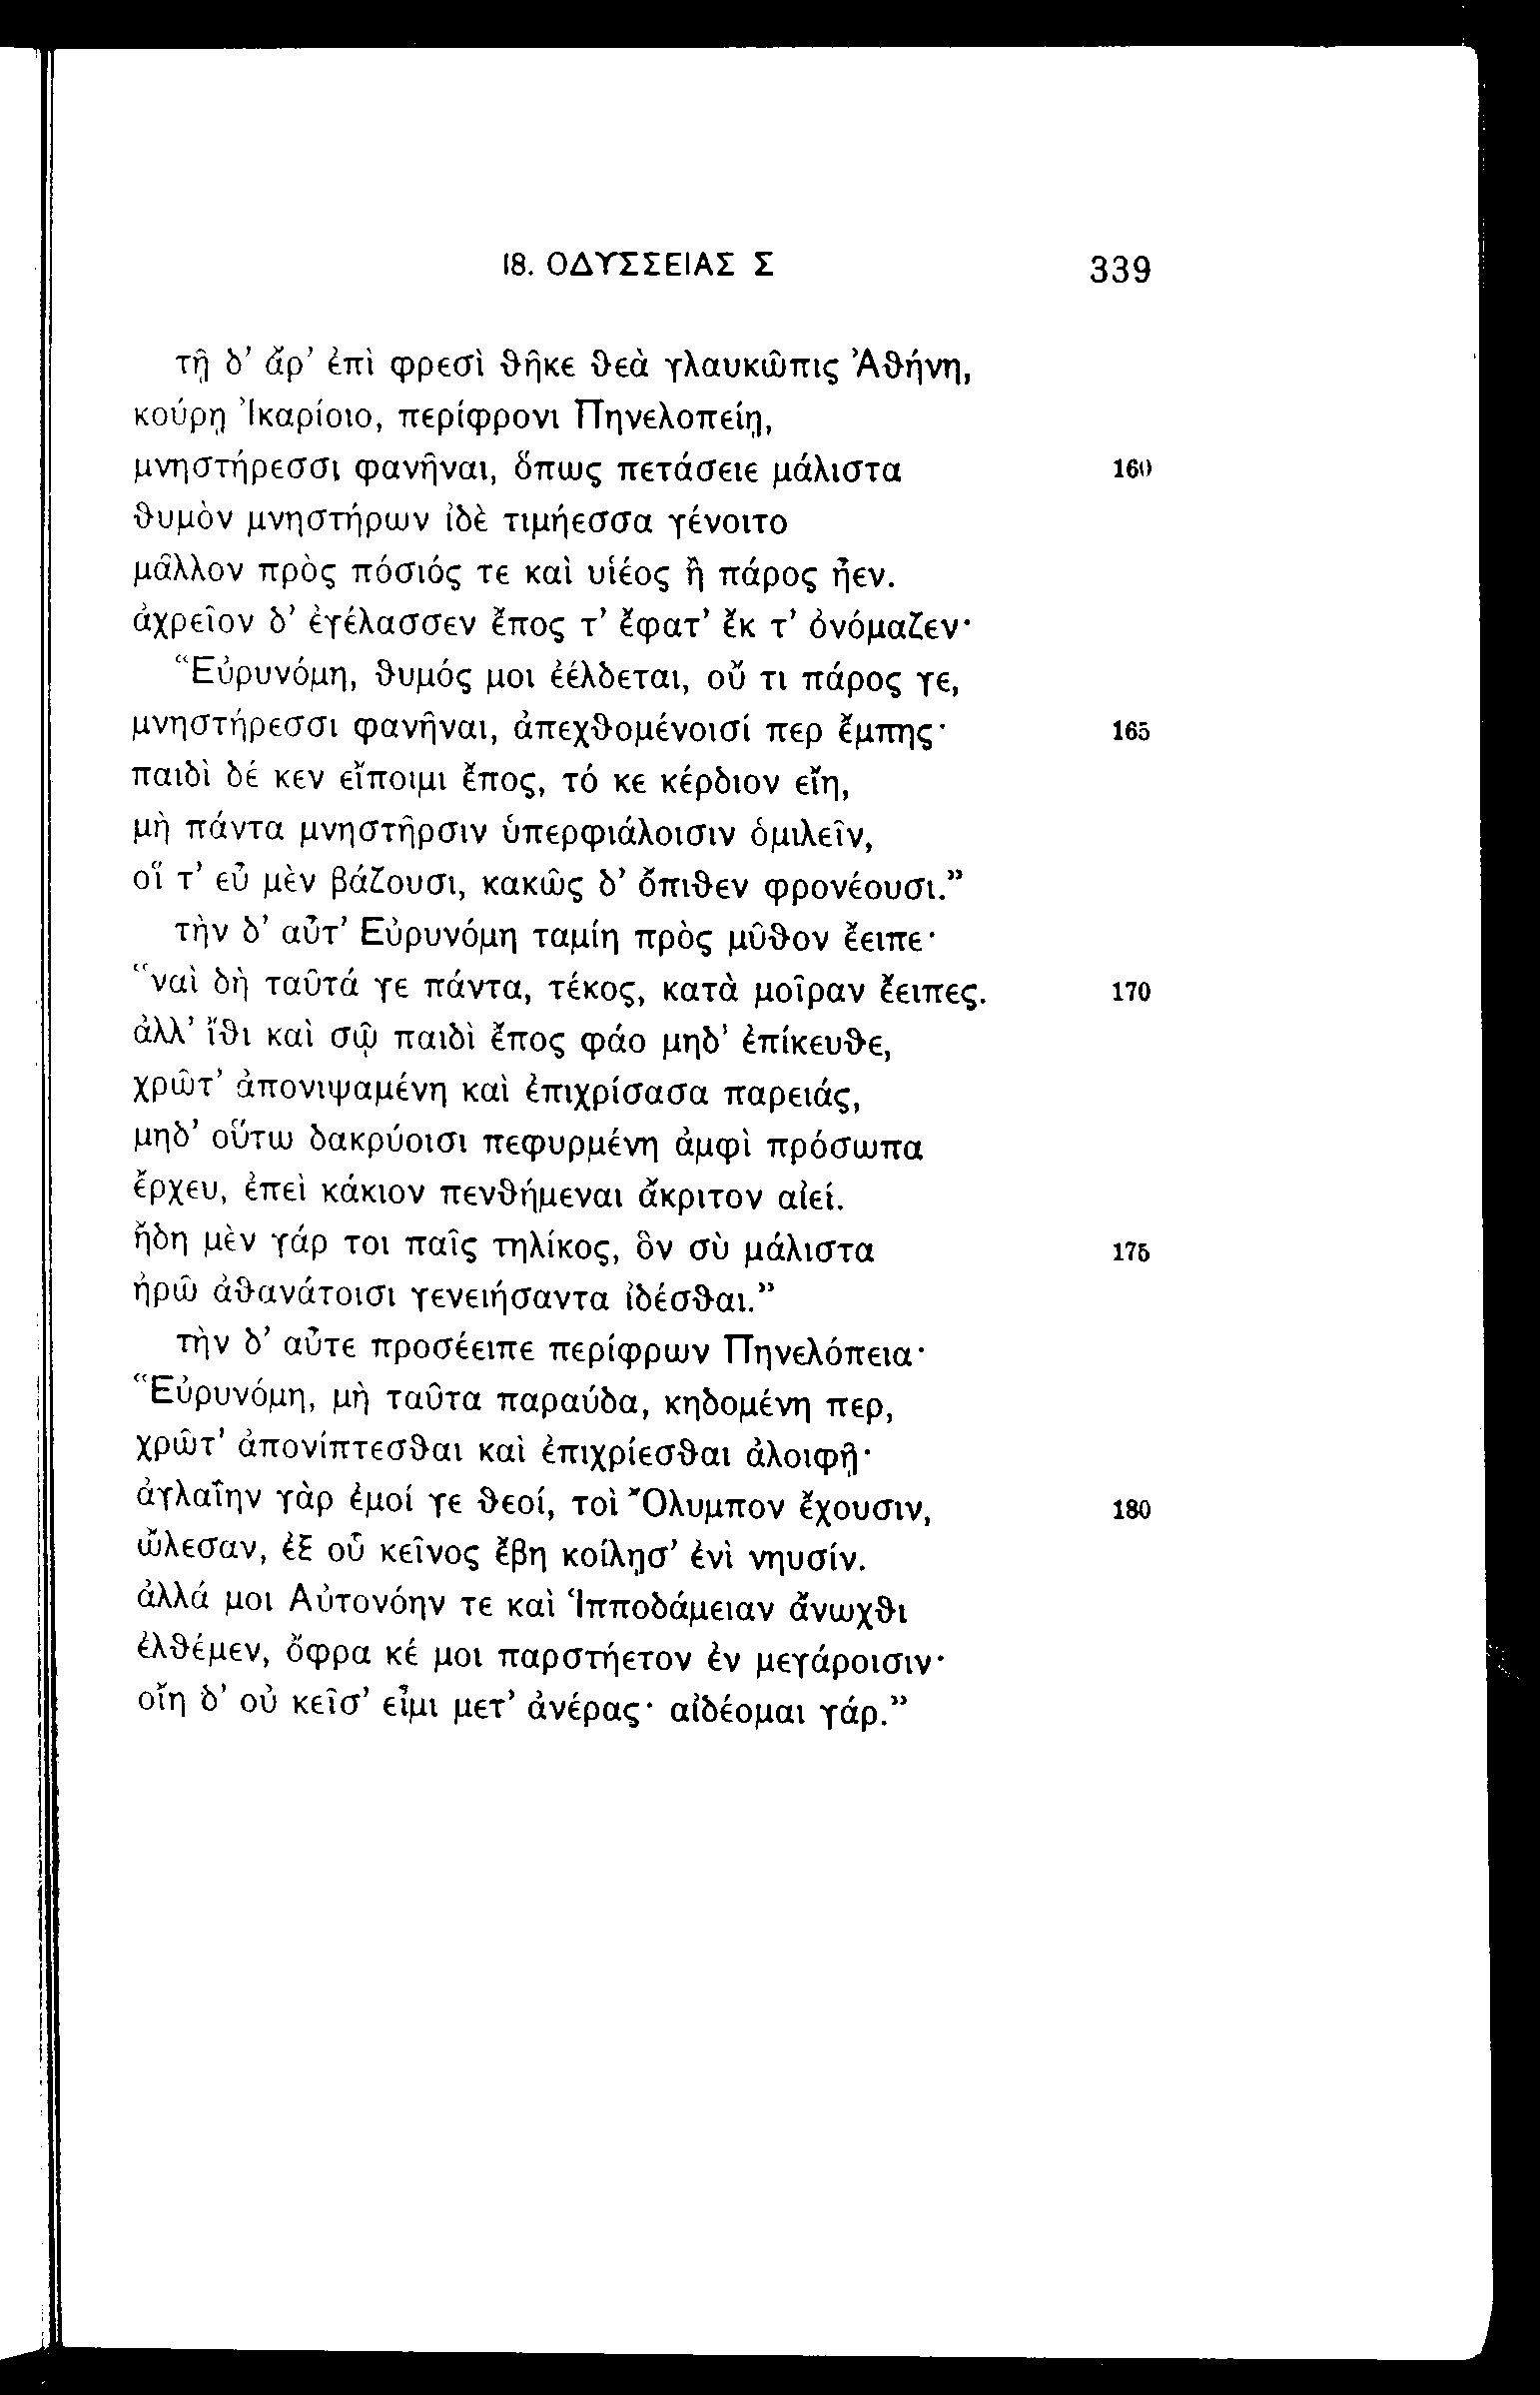 18. ΟΔΥΣΣΕΙΑΣ Σ 339
τῇ δ’ ἄρ’ ἐπὶ φρεσὶ θῆκε θεὰ γλαυκῶπις Ἀθήνη,
κούρῃ Ἰκαρίοιο, περίφρονι Πηνελοπείῃ,
μνηστήρεσσι φανῆναι, ὅπως πετάσειε μάλιστα 160
θυμὸν μνηστήρων ἰδὲ τιμήεσσα γένοιτο
μᾶλλον πρὸς πόσιός τε καὶ υἱέος ἢ πάρος ἦεν.
ἀχρεῖον δ’ ἐγέλασσεν ἔπος τ’ ἔφατ’ ἔκ τ’ ὀνόμαζεν·
“Εὐρυνόμη, θυμός μοι ἐέλδεται, οὔ τι πάρος γε,
μνηστήρεσσι φανῆναι, ἀπεχθομένοισί περ ἔμπης· 165
παιδὶ δέ κεν εἴποιμι ἔπος, τό κε κέρδιον εἴη,
μὴ πάντα μνηστῆρσιν ὑπερφιάλοισιν ὁμιλεῖν,
οἵ τ’ εὖ μὲν βάζουσι, κακῶς δ’ ὄπιθεν φρονέουσι.”
τὴν δ’ αὖτ’ Εὐρυνόμη ταμίη πρὸς μῦθον ἔειπε·
“ναὶ δὴ ταῦτά γε πάντα, τέκος, κατὰ μοῖραν ἔειπες. 170
ἀλλ’ ἴθι καὶ σῷ παιδὶ ἔπος φάο μηδ’ ἐπίκευθε,
χρῶτ’ ἀπονιψαμένη καὶ ἐπιχρίσασα παρειάς,
μηδ’ οὕτω δακρύοισι πεφυρμένη ἀμφὶ πρόσωπα
ἔρχευ, ἐπεὶ κάκιον πενθήμεναι ἄκριτον αἰεί.
ἤδη μὲν γάρ τοι παῖς τηλίκος, ὃν σὺ μάλιστα 175
ἠρῶ ἀθανάτοισι γενειήσαντα ἰδέσθαι.”
τὴν δ’ αὖτε προσέειπε περίφρων Πηνελόπεια·
“Εὐρυνόμη, μὴ ταῦτα παραύδα, κηδομένη περ,
χρῶτ’ ἀπονίπτεσθαι καὶ ἐπιχρίεσθαι ἀλοιφῇ·
ἀγλαΐην γὰρ ἐμοί γε θεοί, τοὶ Ὄλυμπον ἔχουσιν, 180
ὤλεσαν, ἐξ οὗ κεῖνος ἔβη κοίλῃσ’ ἐνὶ νηυσίν.
ἀλλά μοι Αὐτονόην τε καὶ Ἱπποδάμειαν ἄνωχθι
ἐλθέμεν, ὄφρα κέ μοι παρστήετον ἐν μεγάροισιν·
οἴη δ’ οὐ κεῖσ’ εἶμι μετ’ ἀνέρας· αἰδέομαι γάρ.”